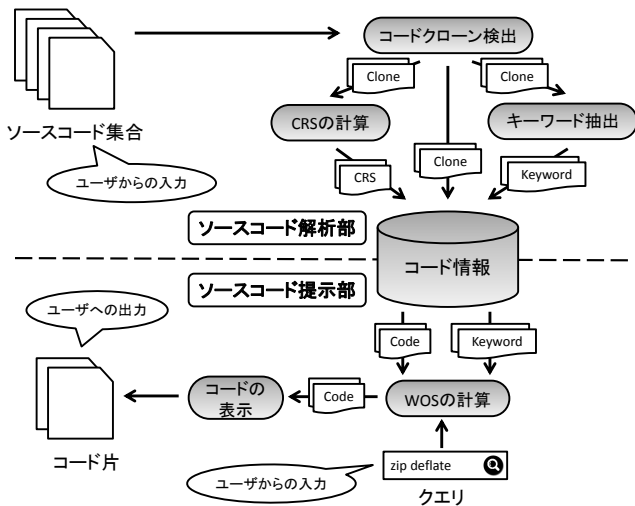 コードクローン検出
Clone
Clone
ソースコード集合
CRSの計算
キーワード抽出
ユーザからの入力
CRS
Clone
Keyword
ソースコード解析部
コード情報
ソースコード提示部
ユーザへの出力
Code
Keyword
コードの
表示
Code
WOSの計算
コード片
zip deflate
ユーザからの入力
クエリ